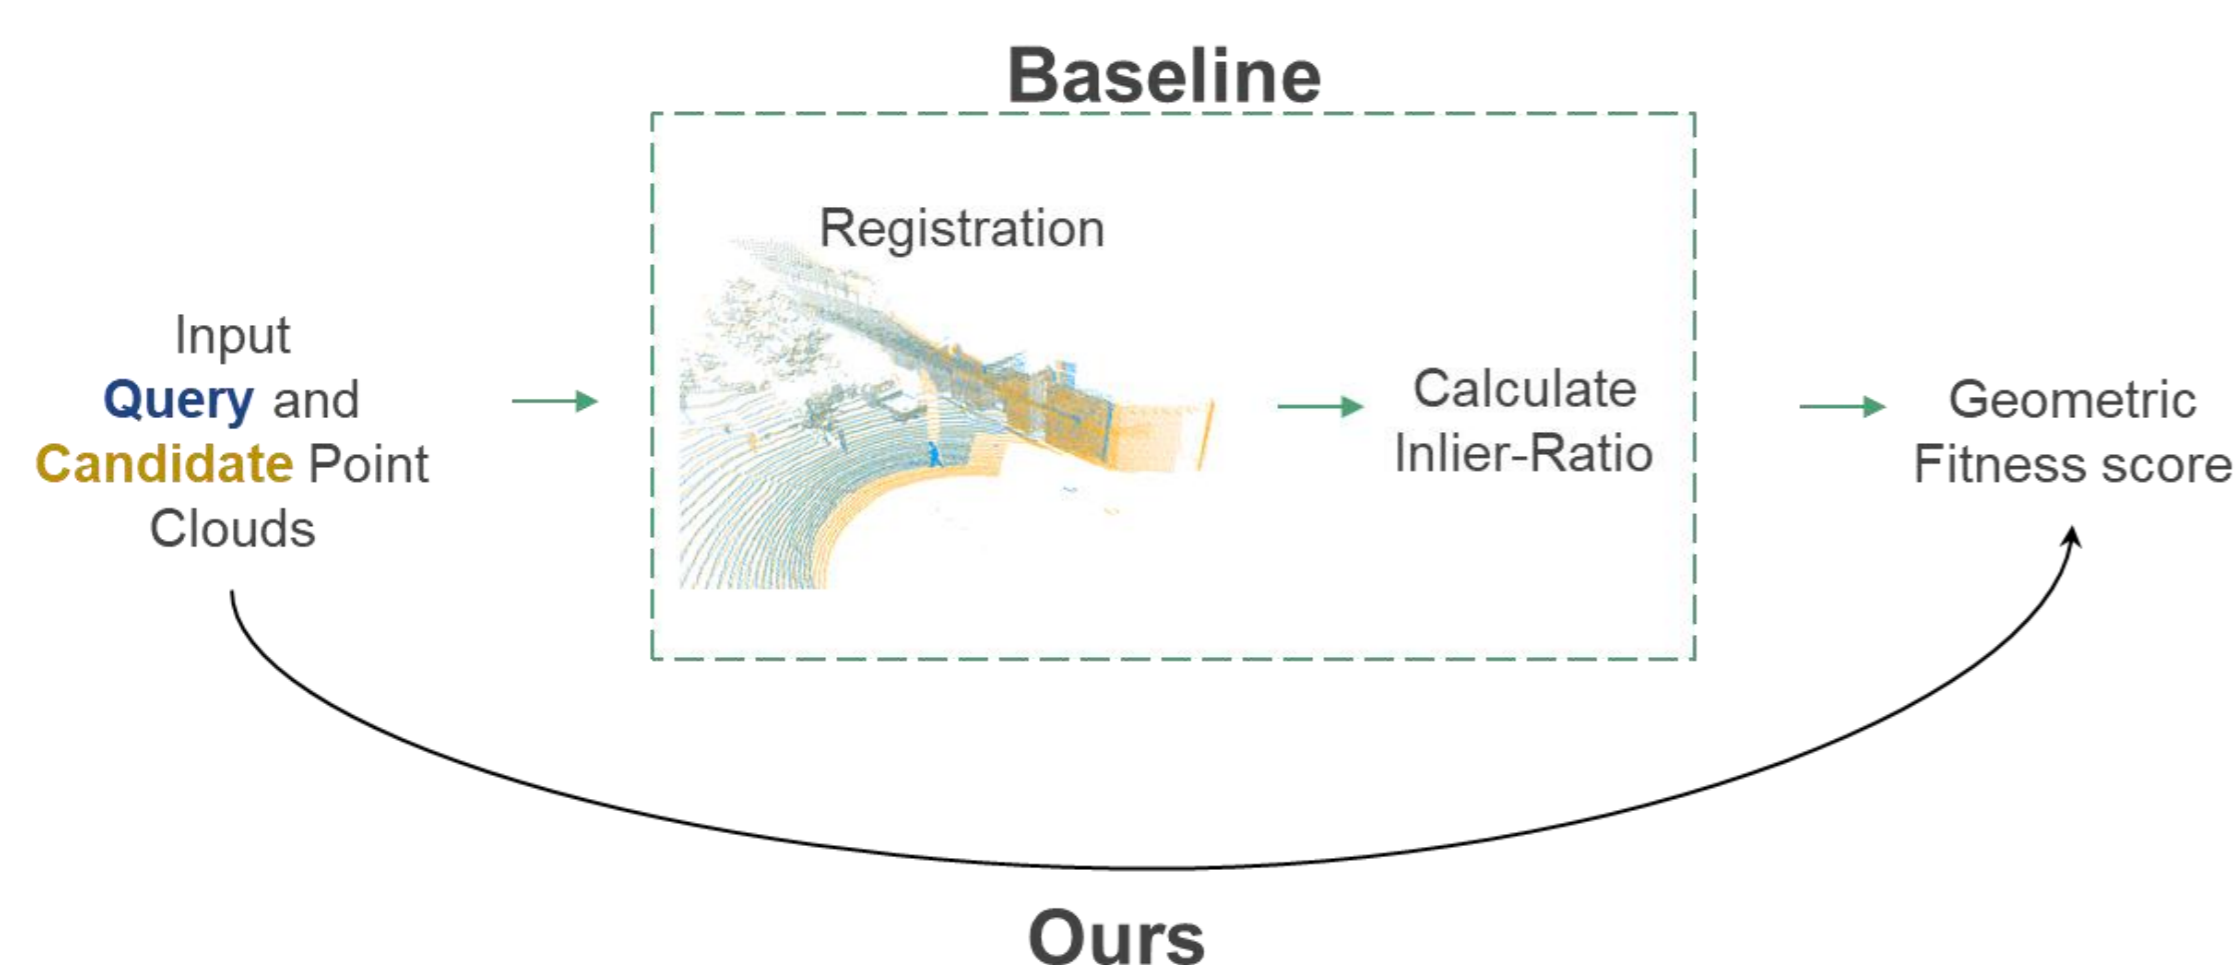 Baseline
Registration
Input
Query and
Candidate Point
Clouds
Calculate
Inlier-Ratio
Geometric
Fitness score
Ours